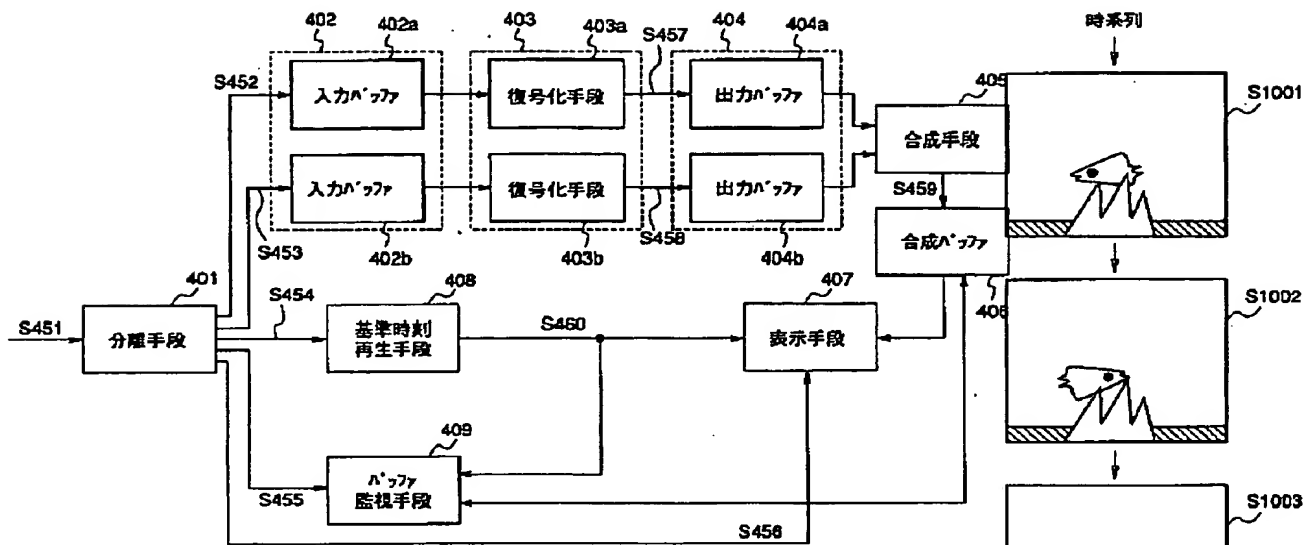 402
402a
403
403a
S457
404
404a
時系列
S452
入力バッファ
復号化手段
出力バッファ
405
合成手段
S1001
S459
入力バッファ
復号化手段
出力バッファ
合成バッファ
S453
402b
403b
S458
404b
406
401
S454
408
407
S1002
S451
分離手段
基準時刻
再生手段
S460
表示手段
409
バッファ
監視手段
S455
S456
S1003